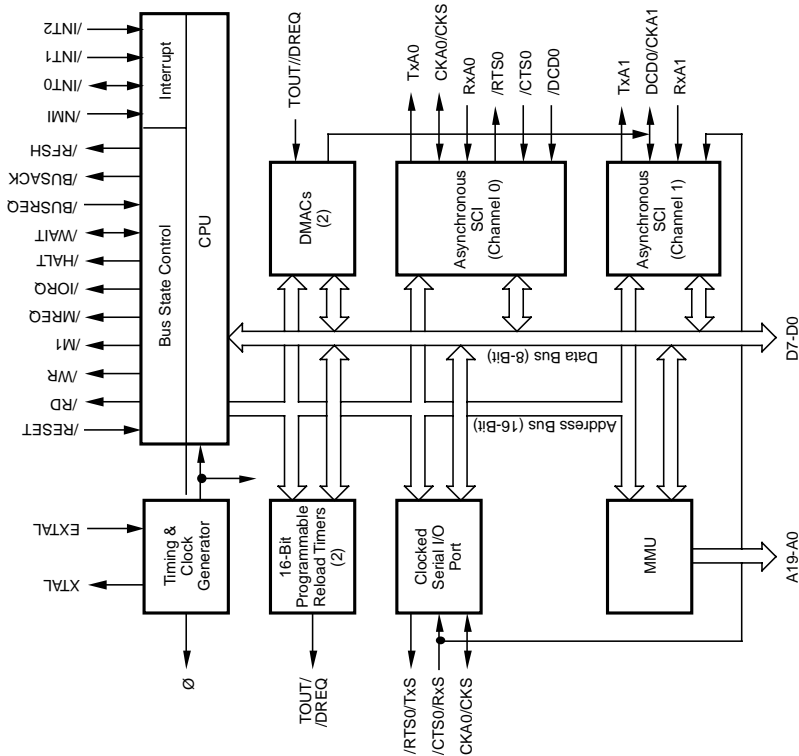 /RESET
/RD
/WR
/M1
/MREQ
/IORQ
/HALT
/WAIT
/BUSREQ
/BUSACK
/RFSH
/NMI
/INT0
/INT1
/INT2
XTAL
EXTAL
Timing &
Clock
Generator
Ø
Bus State Control
Interrupt
CPU
16-Bit
Programmable
Reload Timers
(2)
TOUT/
/DREQ
DMACs
(2)
TOUT//DREQ
Clocked
Serial I/O
Port
/RTS0/TxS
/CTS0/RxS
CKA0/CKS
Asynchronous
SCI
(Channel 0)
TxA0
CKA0/CKS
RxA0
/RTS0
/CTS0
/DCD0
Address Bus (16-Bit)
Data Bus (8-Bit)
MMU
Asynchronous
SCI
(Channel 1)
TxA1
DCD0/CKA1
RxA1
A19-A0
D7-D0